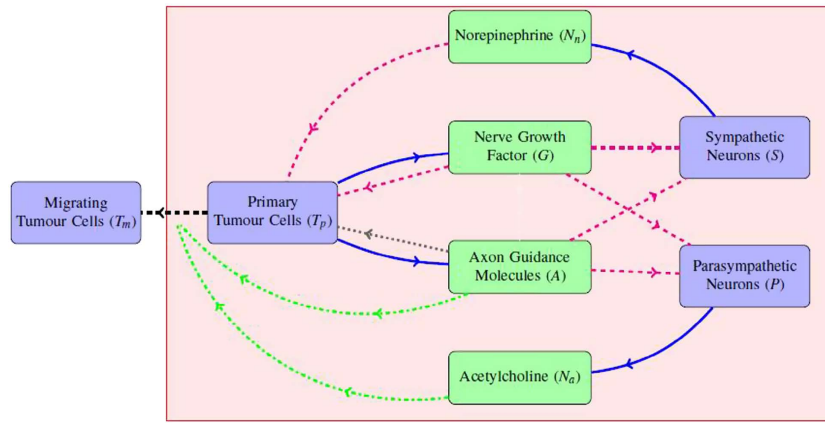 Norepinephrine (Nn)
Nerve Growth
Factor (G)
Sympathetic
Neurons (S)
Migrating
Tumour Cells (Tm)
Primary
Tumour Cells (Tp)
Axon Guidance
Molecules (A)
Parasympathetic
Neurons (P)
Acetylcholine (Na)